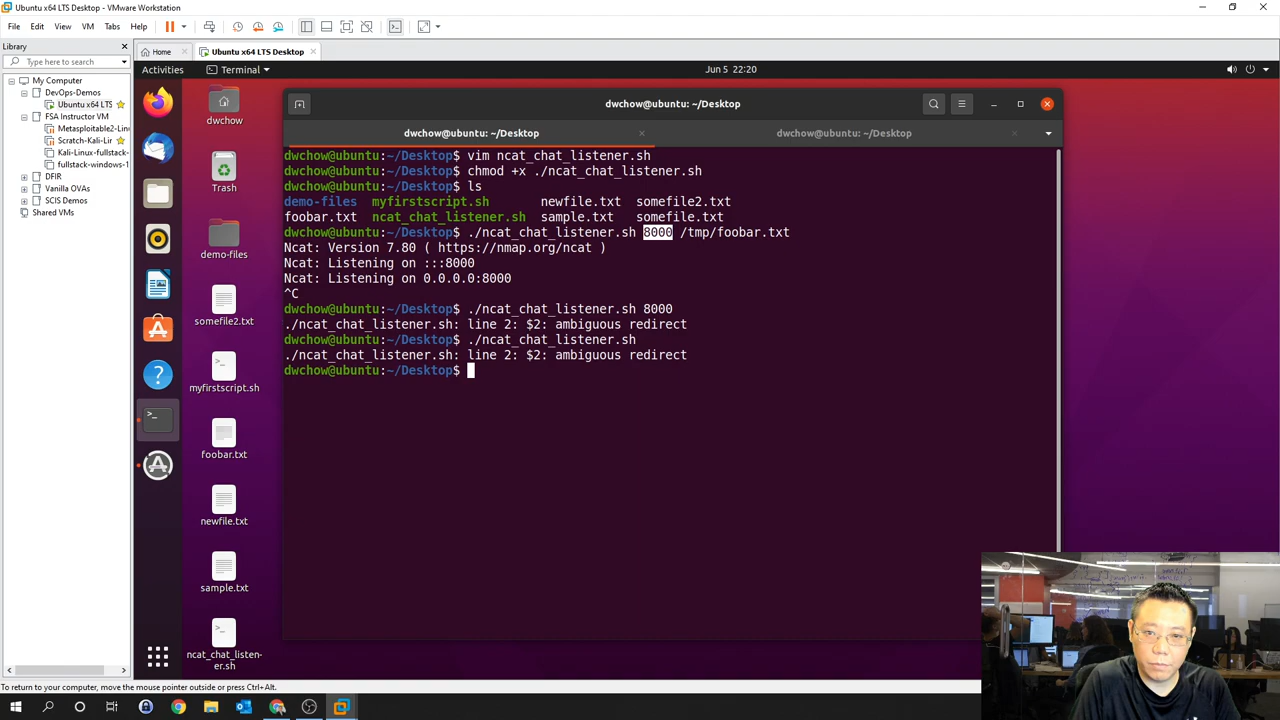 Ubuntu x64 LTS Desktop - VMware Workstation
File Edit View VM Tabs Help
Library
Type here to search
My Computer
DevOps-Demos
Ubuntu x64 LTS
FSA Instructor VM
Metasploitable2-Linu
Scratch-Kali-Lir
Kali-Linux-fullstack-
fullstack-windows-1
DFIR
Vanilla OVAs
SCIS Demos
Shared VMs
Home
Ubuntu x64 LTS Desktop
Activities
Terminal
Jun 5 22:20
dwchow
Trash
demo-files
somefile2.txt
myfirstscript.sh
foobar.txt
newfile.txt
sample.txt
ncat_chat_listen-
er.sh
dwchow@ubuntu: ~/Desktop
dwchow@ubuntu: ~/Desktop
dwchow@ubuntu: ~/Desktop
dwchow@ubuntu:~/Desktop$ vim ncat_chat_listener.sh
dwchow@ubuntu:~/Desktop$ chmod +x ./ncat_chat_listener.sh
dwchow@ubuntu:~/Desktop$ ls
demo-files myfirstscript.sh newfile.txt somefile2.txt
foobar.txt ncat_chat_listener.sh sample.txt somefile.txt
dwchow@ubuntu:~/Desktop$ ./ncat_chat_listener.sh 8000 /tmp/foobar.txt
Ncat: Version 7.80 ( https://nmap.org/ncat )
Ncat: Listening on :::8000
Ncat: Listening on 0.0.0.0:8000
^C
dwchow@ubuntu:~/Desktop$ ./ncat_chat_listener.sh 8000
./ncat_chat_listener.sh: line 2: $2: ambiguous redirect
dwchow@ubuntu:~/Desktop$ ./ncat_chat_listener.sh
./ncat_chat_listener.sh: line 2: $2: ambiguous redirect
dwchow@ubuntu:~/Desktop$
To return to your computer, move the mouse pointer outside or press Ctrl+Alt.